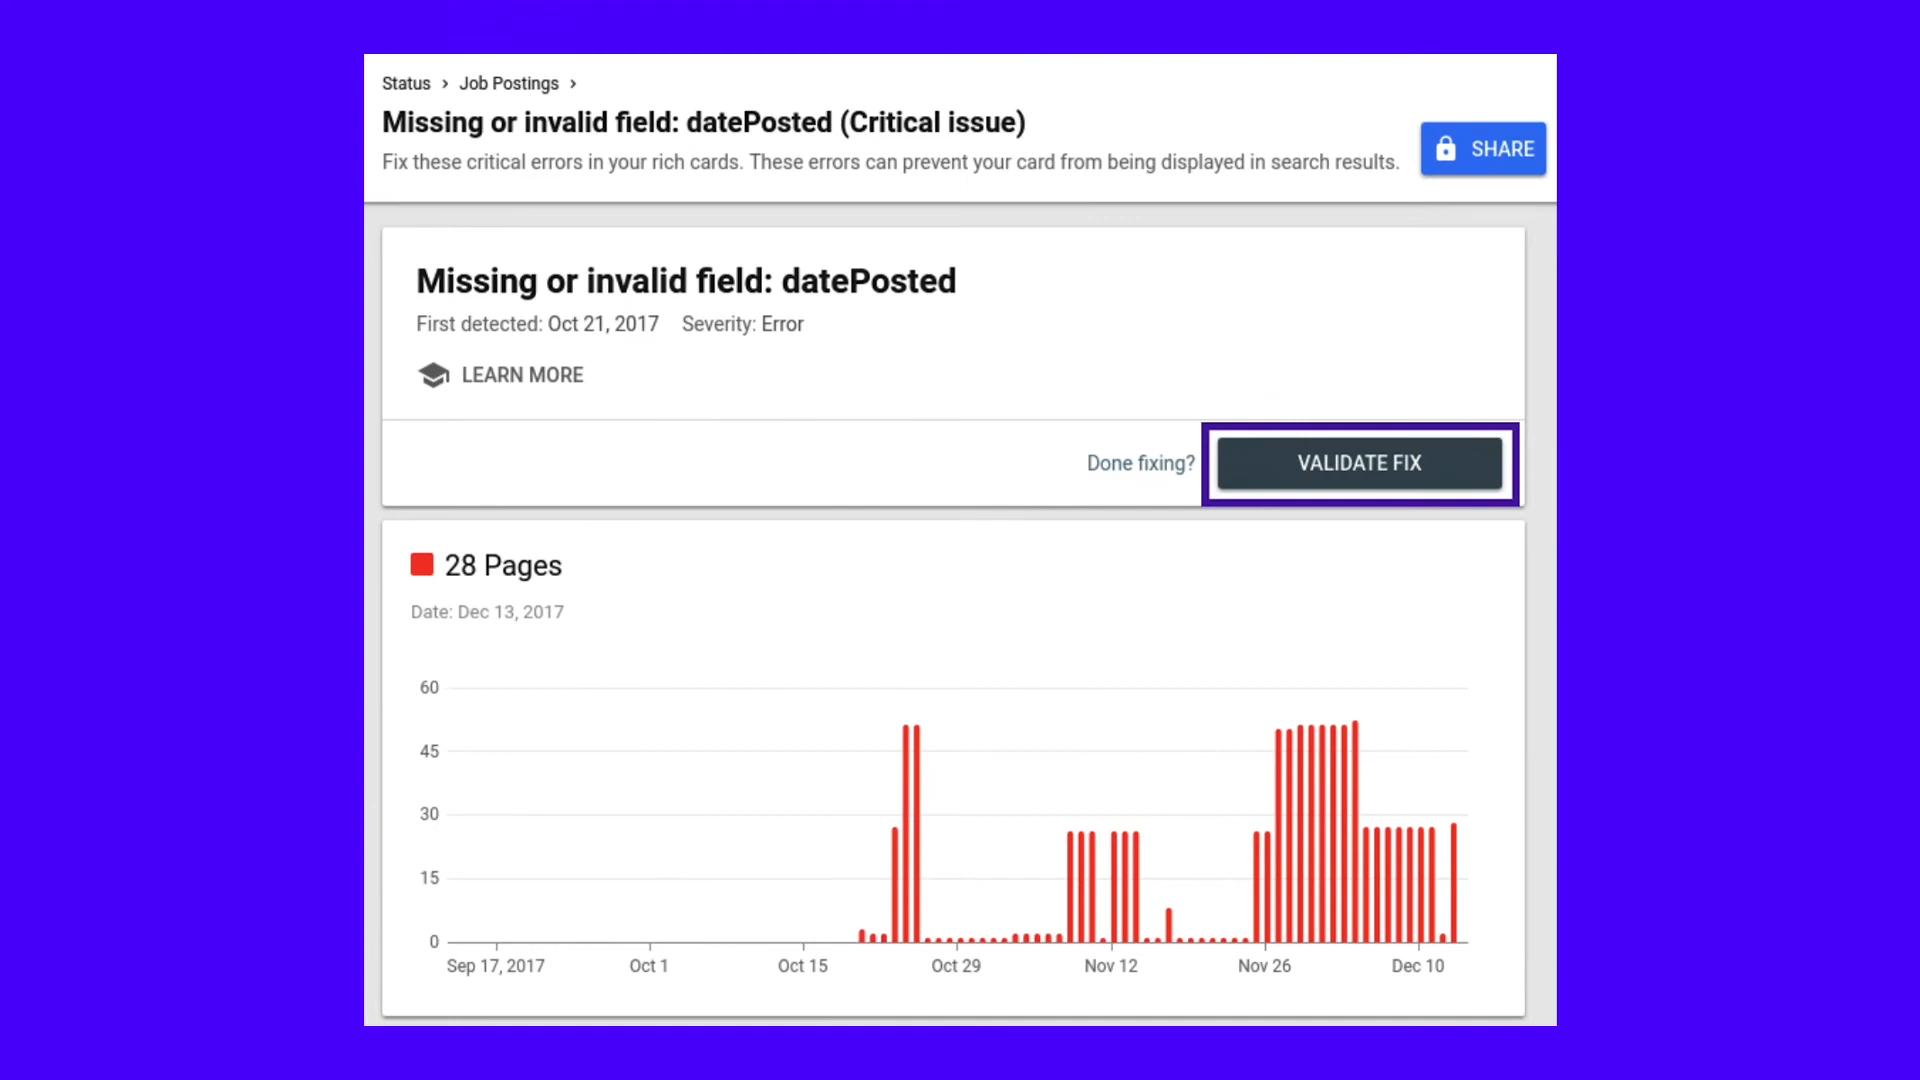 Status › Job Postings ›
Missing or invalid field: datePosted (Critical issue)
Fix these critical errors in your rich cards. These errors can prevent your card from being displayed in search results.
SHARE
Missing or invalid field: datePosted
First detected: Oct 21, 2017 Severity: Error
LEARN MORE
Done fixing? VALIDATE FIX
28 Pages
Date: Dec 13, 2017
60
45
30
15
0
Sep 17, 2017 Oct 1 Oct 15 Oct 29 Nov 12 Nov 26 Dec 10